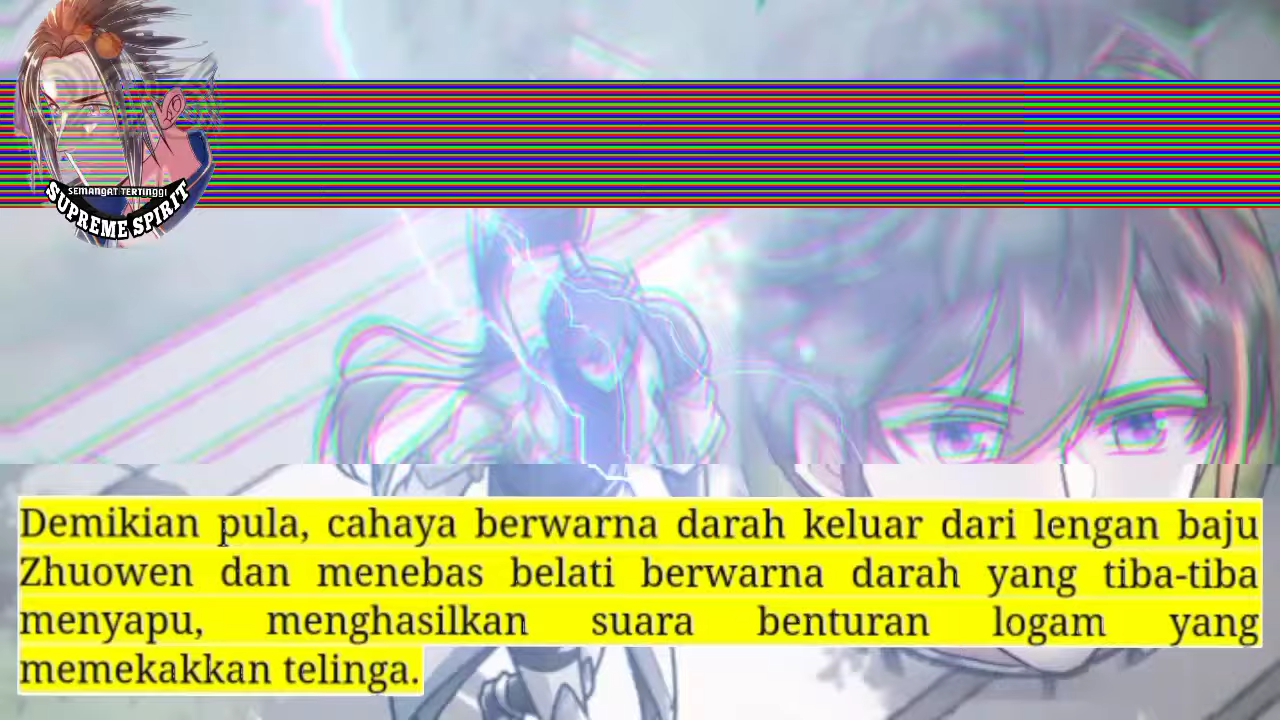 SEMANGAT TERTINGGI
SUPREME SPIRIT
Demikian pula, cahaya berwarna darah keluar dari lengan baju
Zhuowen dan menebas belati berwarna darah yang tiba-tiba
menyapu, menghasilkan suara benturan logam yang
memekakkan telinga.